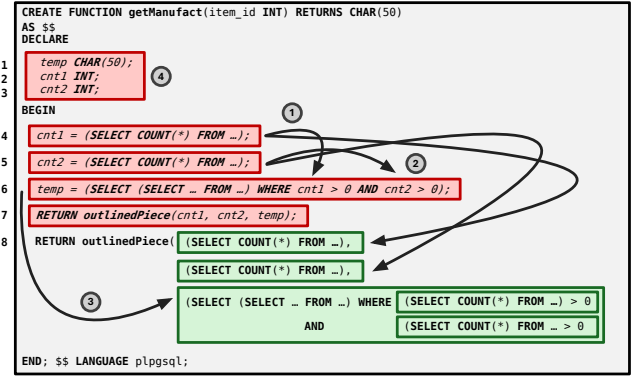 CREATE FUNCTION getManufact(item_id INT) RETURNS CHAR(50)
AS $$
DECLARE
1 temp CHAR(50);
2 cnt1 INT;
3 cnt2 INT;
4
BEGIN
1
4 cnt1 = (SELECT COUNT(*) FROM …);
5 cnt2 = (SELECT COUNT(*) FROM …);
2
6 temp = (SELECT (SELECT … FROM …) WHERE cnt1 > 0 AND cnt2 > 0);
7 RETURN outlinedPiece(cnt1, cnt2, temp);
8 RETURN outlinedPiece( (SELECT COUNT(*) FROM …),
(SELECT COUNT(*) FROM …),
3
(SELECT (SELECT … FROM …) WHERE (SELECT COUNT(*) FROM …) > 0
AND (SELECT COUNT(*) FROM … > 0
END; $$ LANGUAGE plpgsql;